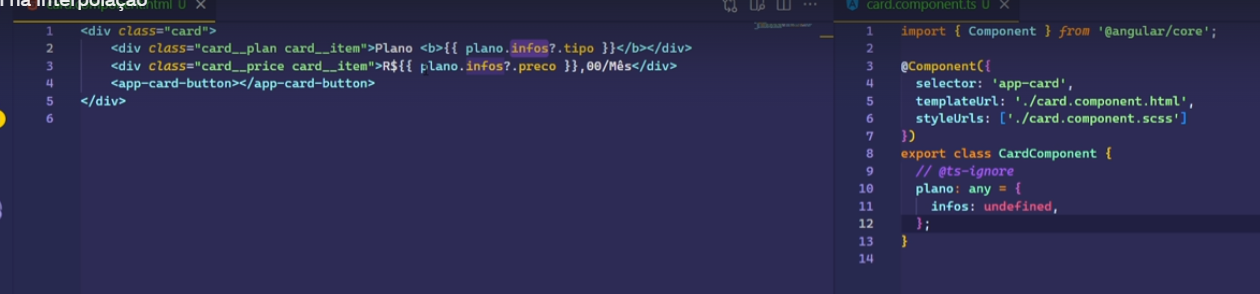 na interpolação
html U ×
1 <div class="card">
2 <div class="card__plan card__item">Plano <b>{{ plano.infos?.tipo }}</b></div>
3 <div class="card__price card__item">R${{ plano.infos?.preco }},00/Mês</div>
4 <app-card-button></app-card-button>
5 </div>
6
card.component.ts U ×
1 import { Component } from '@angular/core';
2
3 @Component({
4 selector: 'app-card',
5 templateUrl: './card.component.html',
6 styleUrls: ['./card.component.scss']
7 })
8 export class CardComponent {
9 // @ts-ignore
10 plano: any = {
11 infos: undefined,
12 };
13 }
14